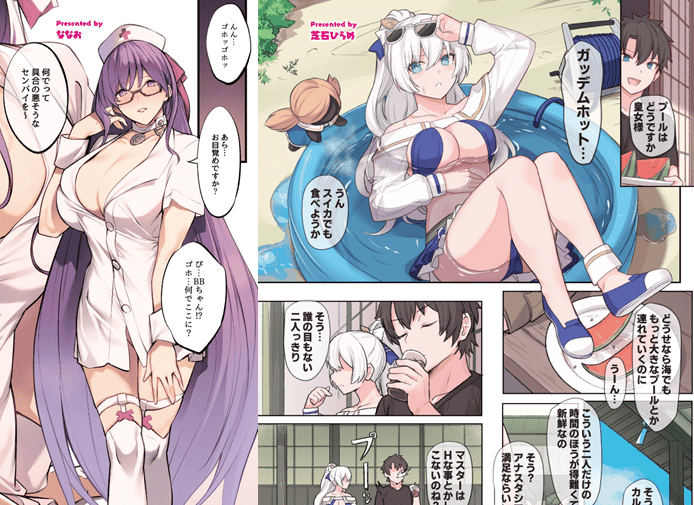 Presented by
ななお
んん…
ゴホッゴホッ
あら…
お目覚めですか?
何でって
具合の悪そうな
センパイを〜
び…BBちゃん!?
ゴホ…何でここに?
Presented by
芝石ひらめ
プールは
どうですか
皇女様
ガッデムホット…
うん
スイカでも
食べようか
どうせなら海でも
もっと大きなプールとか
連れていくのに
うーん…
そう…
誰の目もない
二人っきり
こういう二人だけの
時間のほうが得難くて
新鮮なの
そう?
アナスタシ
満足ならい
プーッ
マスターは
Hな事とかし
こないのね?
そう
カル